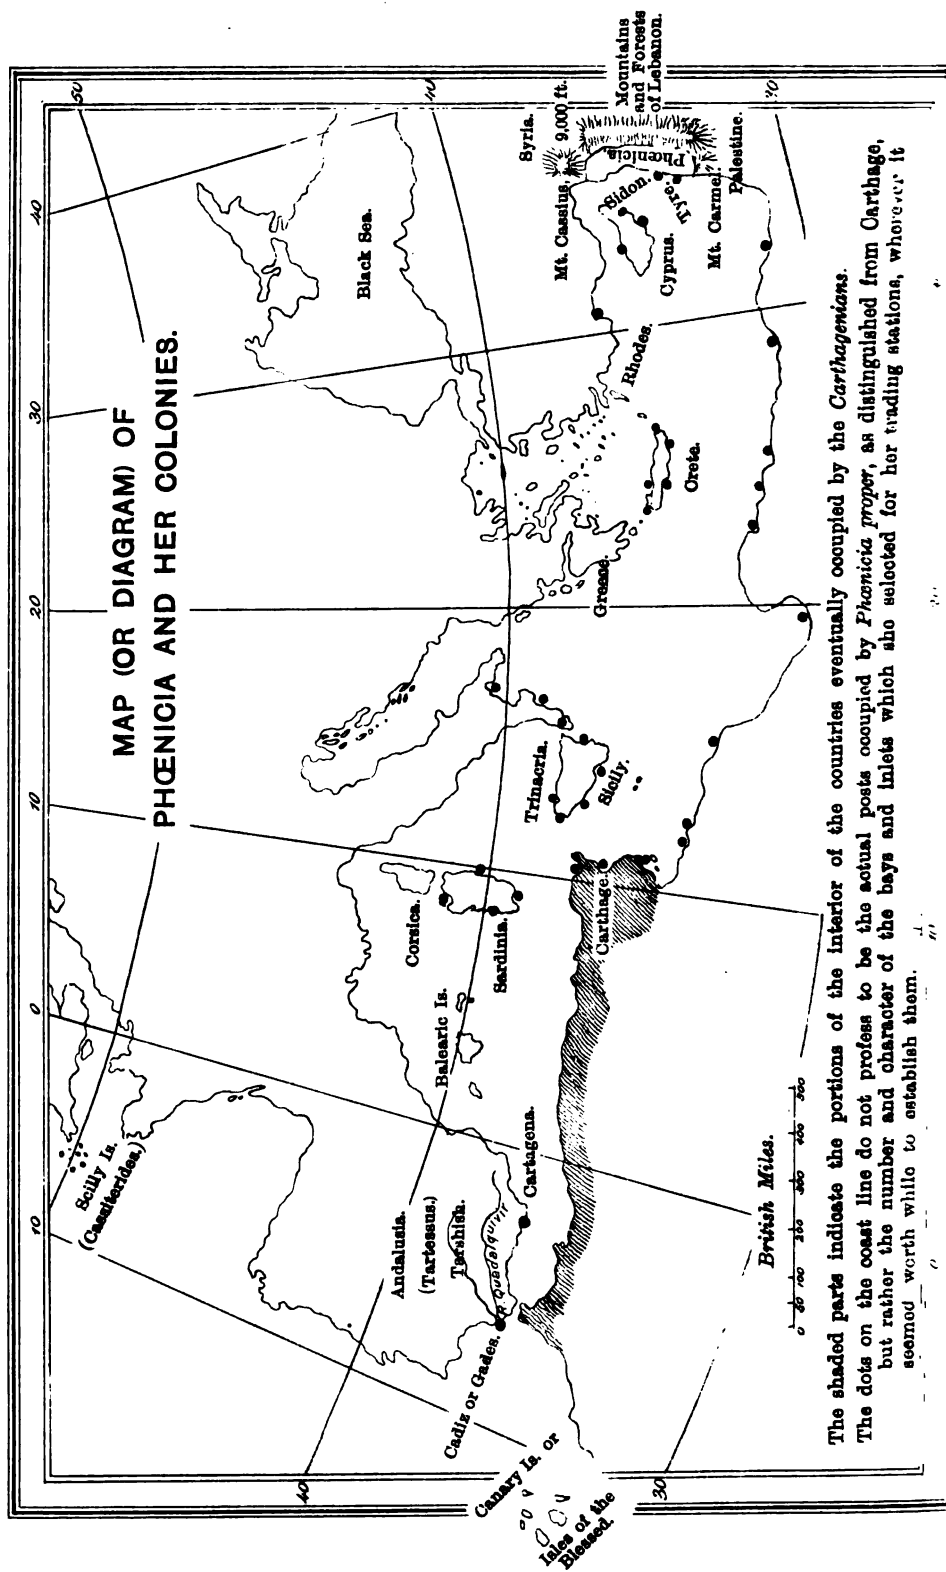 MAP (OR DIAGRAM) OF
PHŒNICIA AND HER COLONIES.
10
0
10
20
30
40
50
40
30
40
30
Scilly Is.
(Cassiterides.)
Andalusia.
(Tartessus.)
Tarshish.
R. Quadalquivir
Cadiz or Gades.
Cartagena.
Canary Is. or
Isles of the
Blessed.
Balearic Is.
Corsica.
Sardinia.
Carthage.
Trinacria.
Sicily.
Greece.
Crete.
Rhodes.
Black Sea.
Cyprus.
Mt. Cassius.
Syria.
9,000 ft.
Mountains
and Forests
of Lebanon.
Phœnicia.
Sidon.
Tyre.
Mt. Carmel.
Palestine.
British Miles.
0 50 100 200 300 400 500
The shaded parts indicate the portions of the interior of the countries eventually occupied by the Carthagenians.
The dots on the coast line do not profess to be the actual posts occupied by Phœnicia proper, as distinguished from Carthage,
but rather the number and character of the bays and inlets which she selected for her trading stations, wherever it
seemed worth while to establish them.